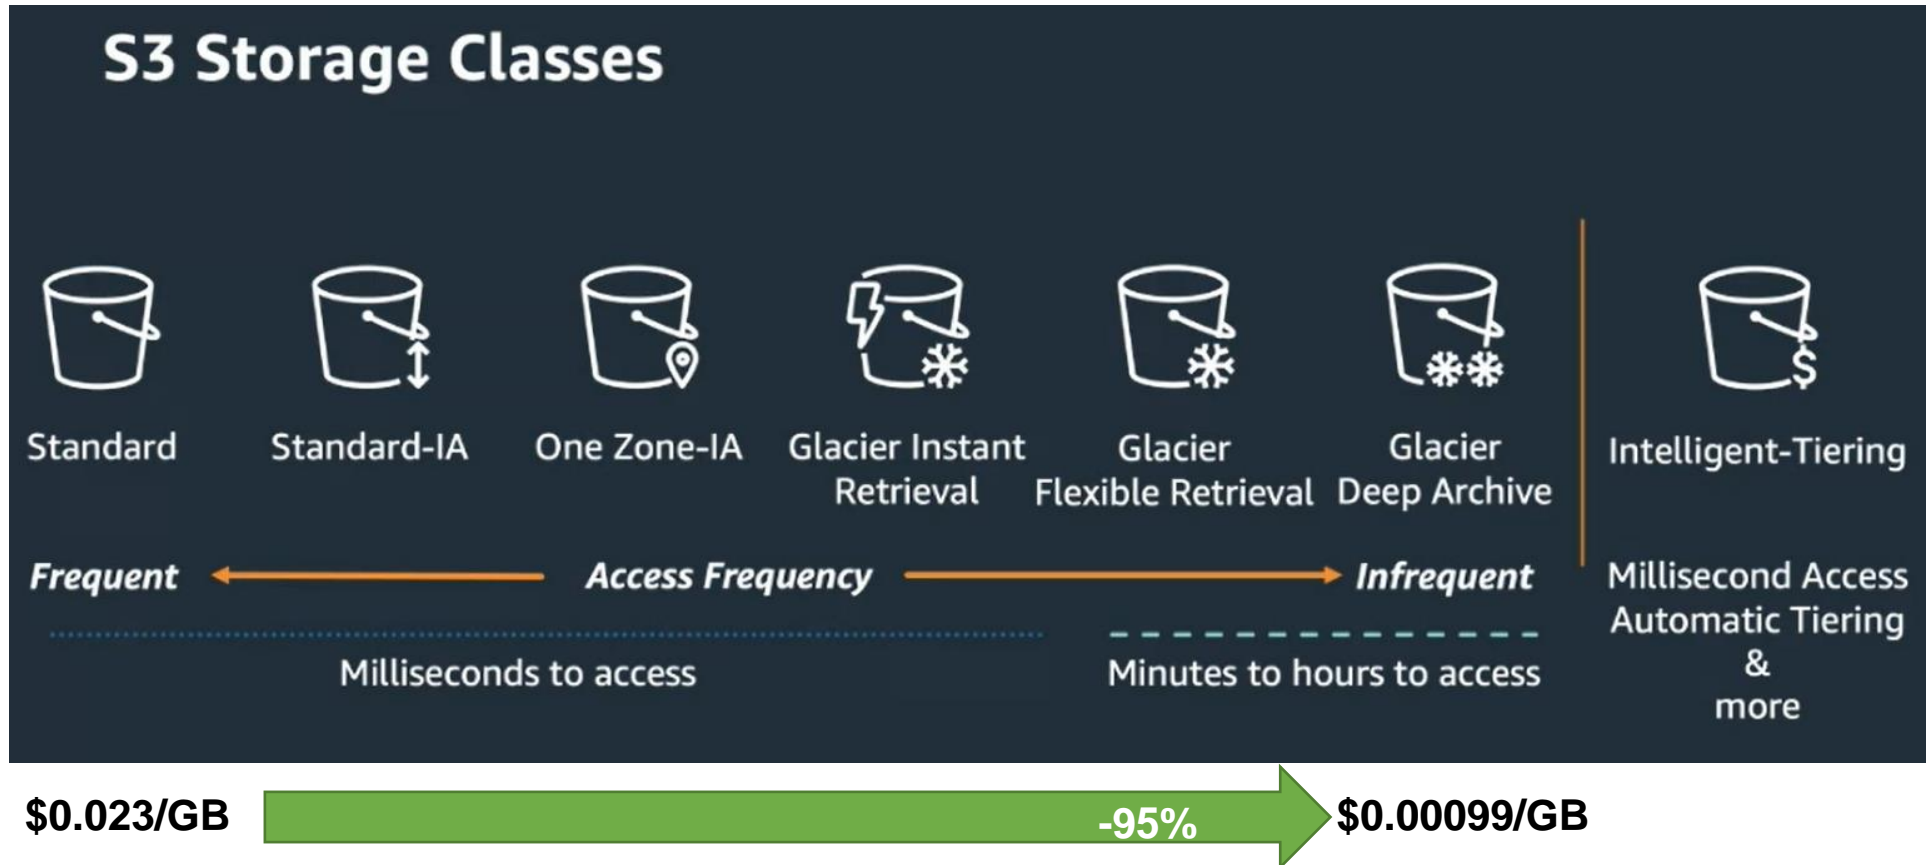 S3 Storage Classes
Standard
Standard-IA
One Zone-IA
Glacier Instant
Retrieval
Glacier
Flexible Retrieval
Glacier
Deep Archive
Intelligent-Tiering
Frequent
Access Frequency
Infrequent
Milliseconds to access
Minutes to hours to access
Millisecond Access
Automatic Tiering
&
more
$0.023/GB
-95%
$0.00099/GB